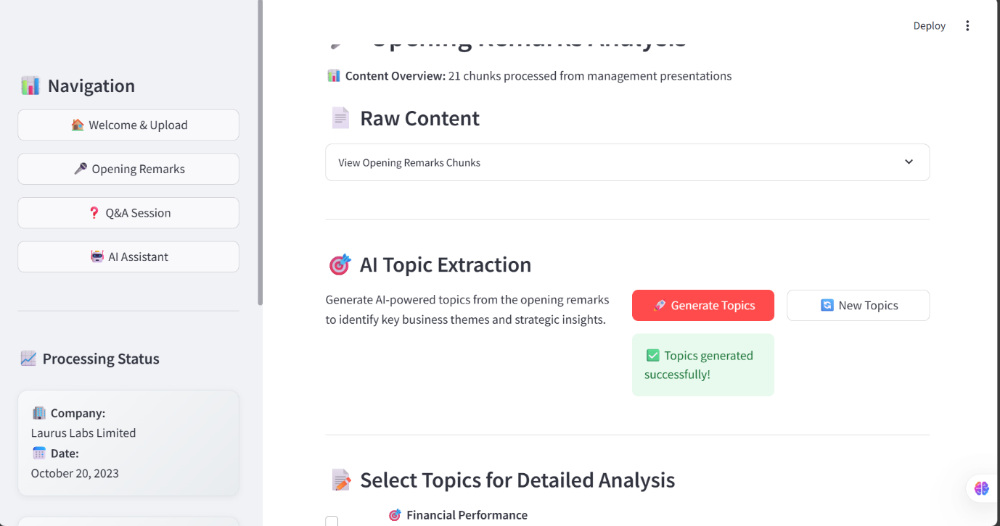 Deploy
Opening Remarks Analysis
Content Overview: 21 chunks processed from management presentations
Navigation
Welcome & Upload
Opening Remarks
Q&A Session
AI Assistant
Raw Content
View Opening Remarks Chunks
AI Topic Extraction
Generate AI-powered topics from the opening remarks
to identify key business themes and strategic insights.
Generate Topics
New Topics
Topics generated
successfully!
Processing Status
Company:
Laurus Labs Limited
Date:
October 20, 2023
Select Topics for Detailed Analysis
Financial Performance